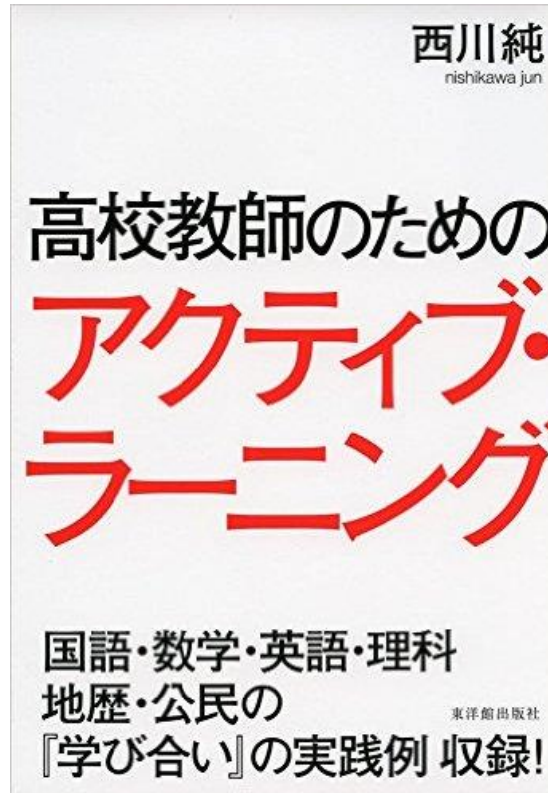 西川純
nishikawa jun
高校教師のための
アクティブ・
ラーニング
国語・数学・英語・理科
地歴・公民の
東洋館出版社
『学び合い』の実践例 収録!